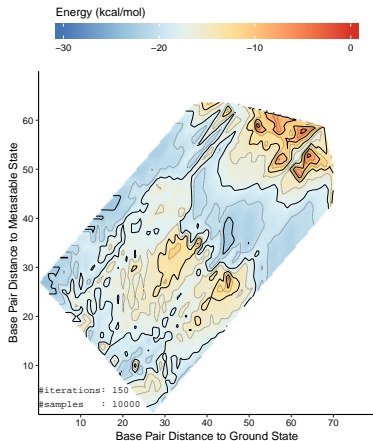 Energy (kcal/mol)
−30 −20 −10 0
Base Pair Distance to Metastable State
60
50
40
30
20
10
#iterations: 150
#samples : 10000
10 20 30 40 50 60 70
Base Pair Distance to Ground State